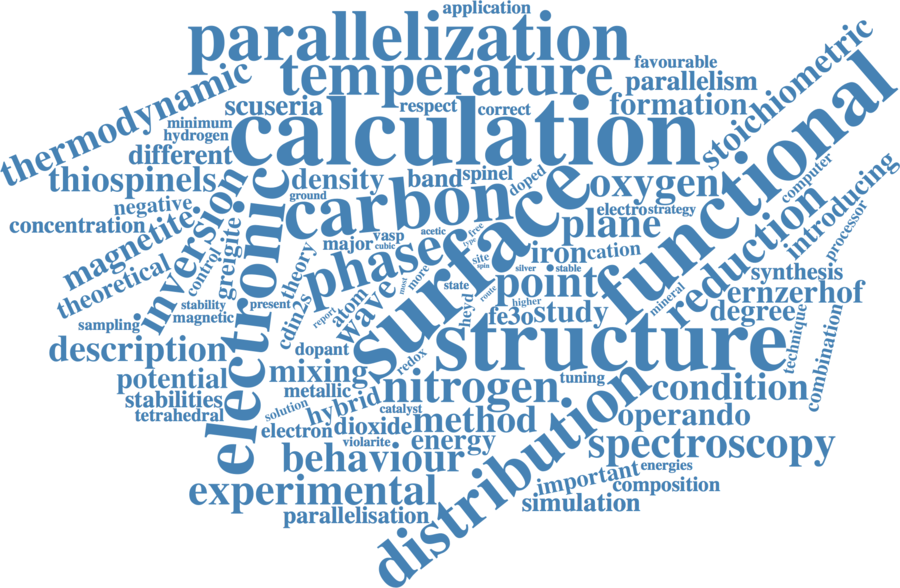 application
parallelization
temperature
favourable
parallelism
thermodynamic
scuseria
respect
correct
formation
stoichiometric
minimum
hydrogen
calculation
functional
different
thiospinels
density
band
spinel
doped
oxygen
computer
introducing
negative
ground
carbon
electro
strategy
concentration
magnetite
inversion
electronic
greigite
control
theory
major
vasp
cubic
acetic
free
type
surface
plane
iron
cation
processor
theoretical
phase
wave
more
most
site
spin
silver
stable
reduction
synthesis
stability
present
cdin2s
report
atom
state
route
point
mineral
ernzerhof
sampling
magnetic
heyd
higher
fe3o
study
degree
technique
combination
description
dopant
redox
structure
potential
mixing
metallic
nitrogen
tuning
condition
stabilities
tetrahedral
solution
hybrid
catalyst
electron
dioxide
method
distribution
operando
violarite
energy
spectroscopy
behaviour
important
energies
experimental
composition
simulation
parallelisation